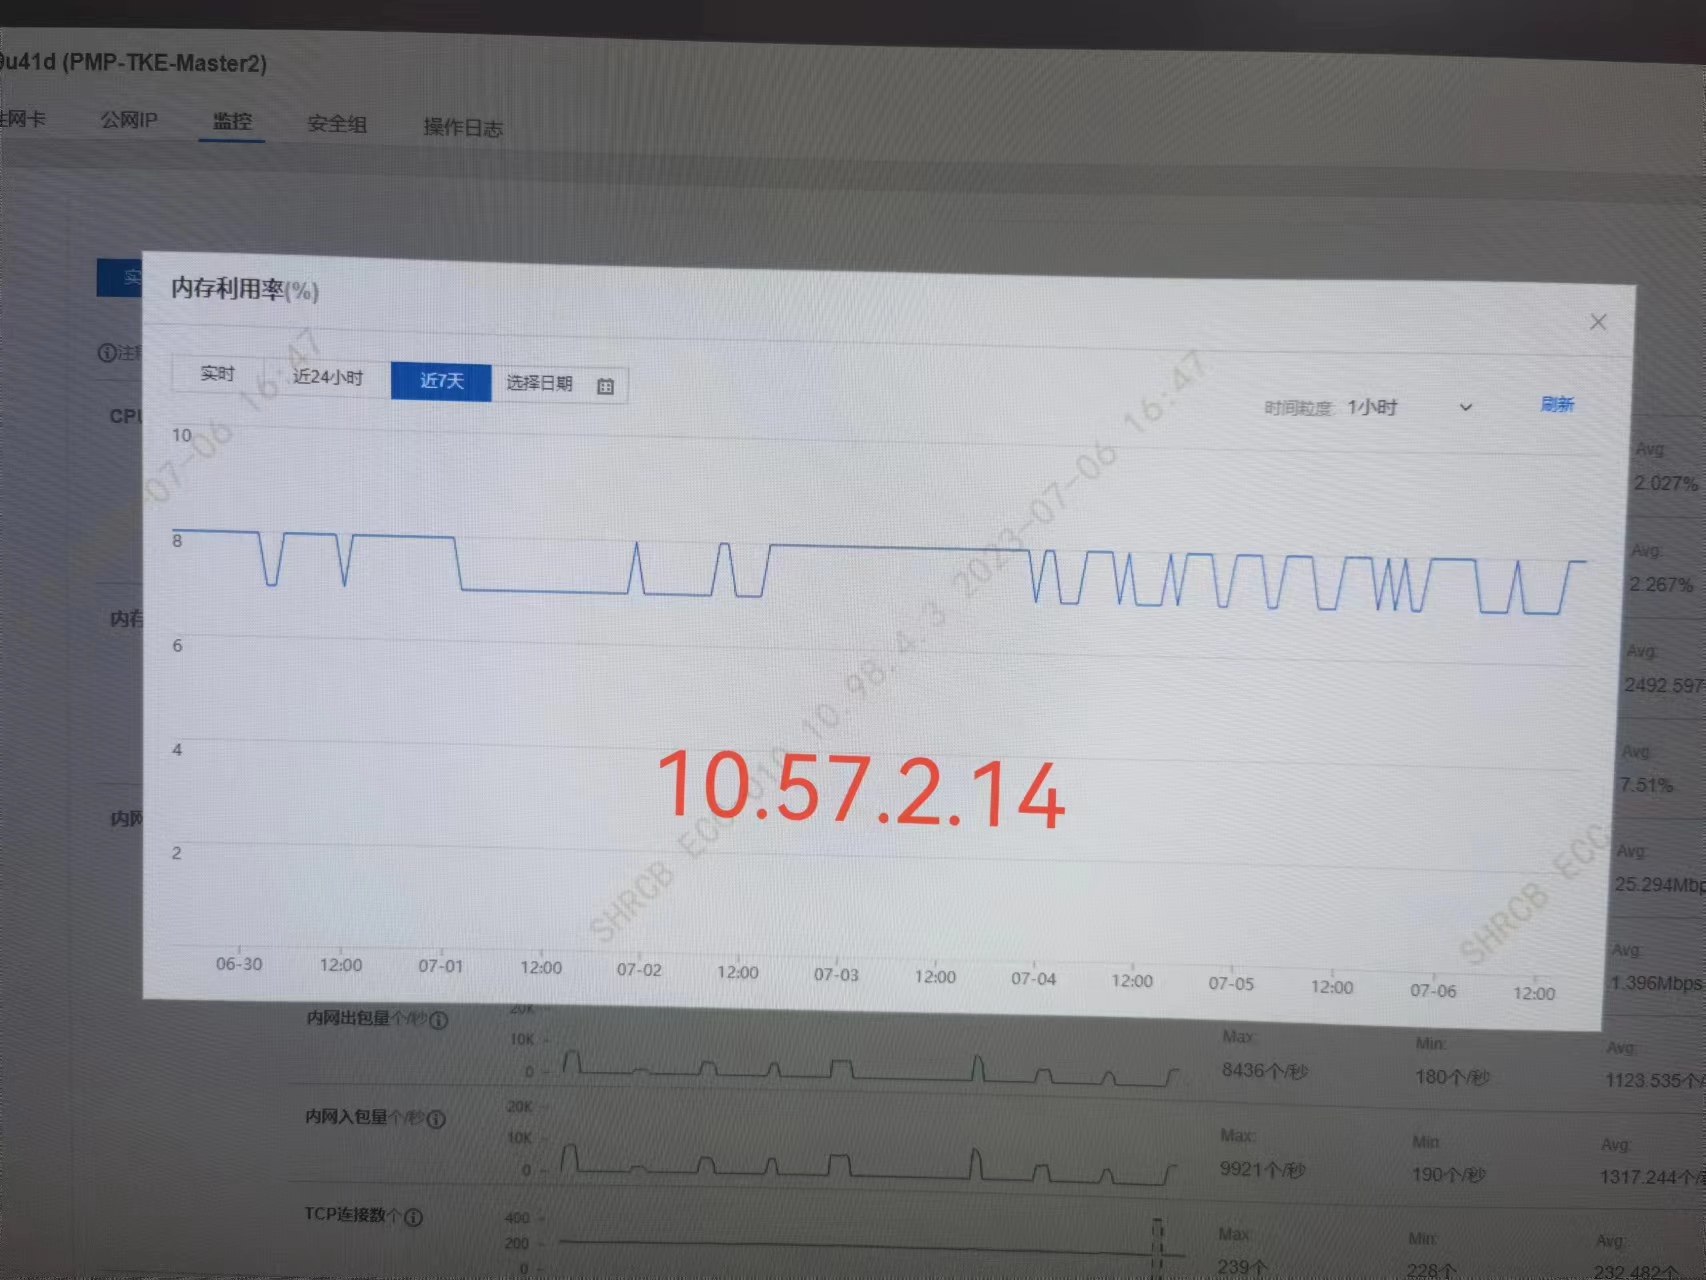 u41d (PMP-TKE-Master2)
网卡 公网IP 监控 安全组 操作日志
实
内存利用率(%)
注释
实时 近24小时 近7天 选择日期
时间粒度: 1小时 刷新
CPU
10
8
6
4
2
内存
内网
10.57.2.14
07-06 16:47
SHRCB ECC 010 10.98.4.3 2023-07-06 16:47
SHRCB ECC
06-30 12:00 07-01 12:00 07-02 12:00 07-03 12:00 07-04 12:00 07-05 12:00 07-06 12:00
Avg:
2.027%
Avg:
2.267%
Avg:
2492.597
Avg:
7.51%
Avg:
25.294Mbp
Avg:
1.396Mbps
内网出包量个/秒 20K 10K 0 Max: 8436个/秒 Min: 180个/秒 Avg: 1123.535个/
内网入包量个/秒 20K 10K 0 Max: 9921个/秒 Min: 190个/秒 Avg: 1317.244个/
TCP连接数个 400 200 0 Max: 239个 Min: 228个 Avg: 232.482个